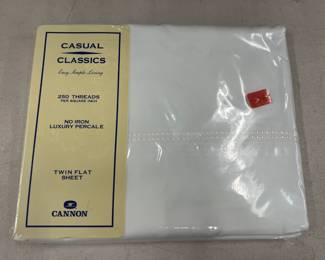 CASUAL
CLASSICS
Easy Simple Living
250 THREADS
PER SQUARE INCH
NO IRON
LUXURY PERCALE
TWIN FLAT
SHEET
CANNON